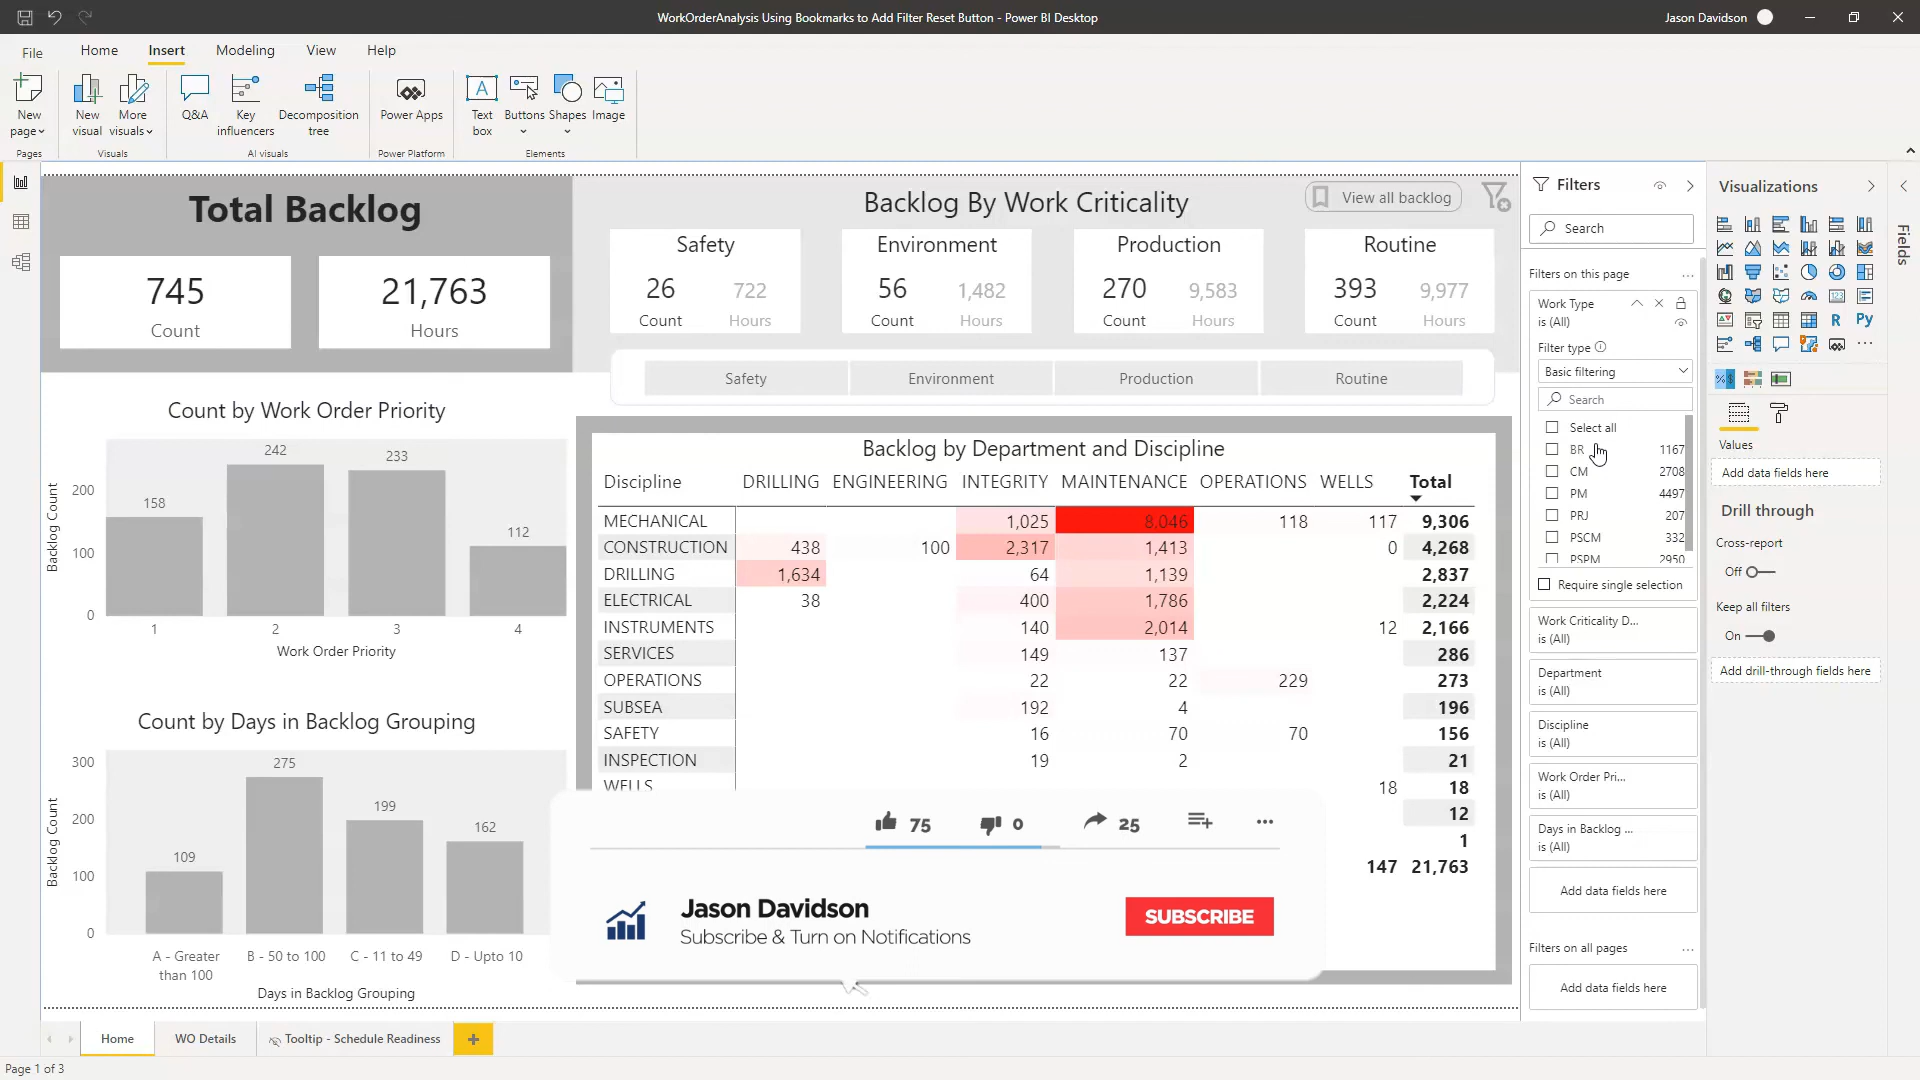 WorkOrderAnalysis Using Bookmarks to Add Filter Reset Button - Power BI Desktop
Jason Davidson
File
Home
Insert
Modeling
View
Help
New
page
New
visual
More
visuals
Q&A
Key
influencers
Decomposition
tree
Power Apps
Text
box
Buttons
Shapes
Image
Pages
Visuals
AI visuals
Power Platform
Elements
Total Backlog
745
Count
21,763
Hours
Backlog By Work Criticality
View all backlog
Safety
26
722
Count
Hours
Environment
56
1,482
Count
Hours
Production
270
9,583
Count
Hours
Routine
393
9,977
Count
Hours
Safety
Environment
Production
Routine
Count by Work Order Priority
Backlog Count
200
100
0
158
242
233
112
1
2
3
4
Work Order Priority
Count by Days in Backlog Grouping
Backlog Count
300
200
100
0
109
275
199
162
A - Greater
than 100
B - 50 to 100
C - 11 to 49
D - Upto 10
Days in Backlog Grouping
Backlog by Department and Discipline
Discipline DRILLING ENGINEERING INTEGRITY MAINTENANCE OPERATIONS WELLS Total
MECHANICAL 1,025 8,046 118 117 9,306
CONSTRUCTION 438 100 2,317 1,413 0 4,268
DRILLING 1,634 64 1,139 2,837
ELECTRICAL 38 400 1,786 2,224
INSTRUMENTS 140 2,014 12 2,166
SERVICES 149 137 286
OPERATIONS 22 22 229 273
SUBSEA 192 4 196
SAFETY 16 70 70 156
INSPECTION 19 2 21
WELLS 18 18
12
1
147 21,763
75
0
25
Jason Davidson
Subscribe & Turn on Notifications
SUBSCRIBE
Filters
Search
Filters on this page
Work Type
is (All)
Filter type
Basic filtering
Search
Select all
BR 1167
CM 2708
PM 4497
PRJ 207
PSCM 332
PSPM 2950
Require single selection
Work Criticality D...
is (All)
Department
is (All)
Discipline
is (All)
Work Order Pri...
is (All)
Days in Backlog ...
is (All)
Add data fields here
Filters on all pages
Add data fields here
Visualizations
R
Py
Values
Add data fields here
Drill through
Cross-report
Off
Keep all filters
On
Add drill-through fields here
Fields
Home
WO Details
Tooltip - Schedule Readiness
Page 1 of 3